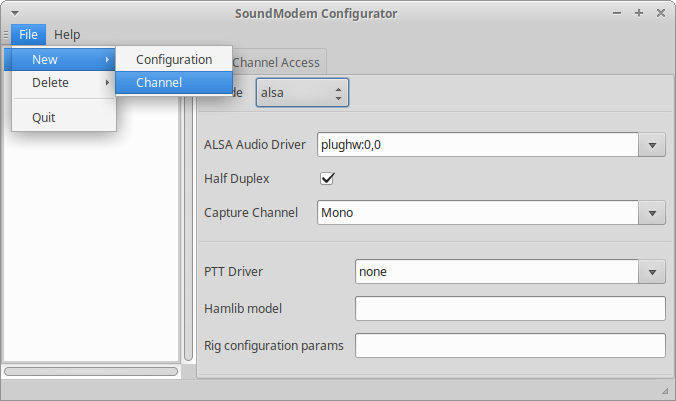 SoundModem Configurator
File Help
New
Configuration
Channel Access
Delete
Channel
de
alsa
Quit
ALSA Audio Driver
plughw:0,0
Half Duplex
Capture Channel
Mono
PTT Driver
none
Hamlib model
Rig configuration params